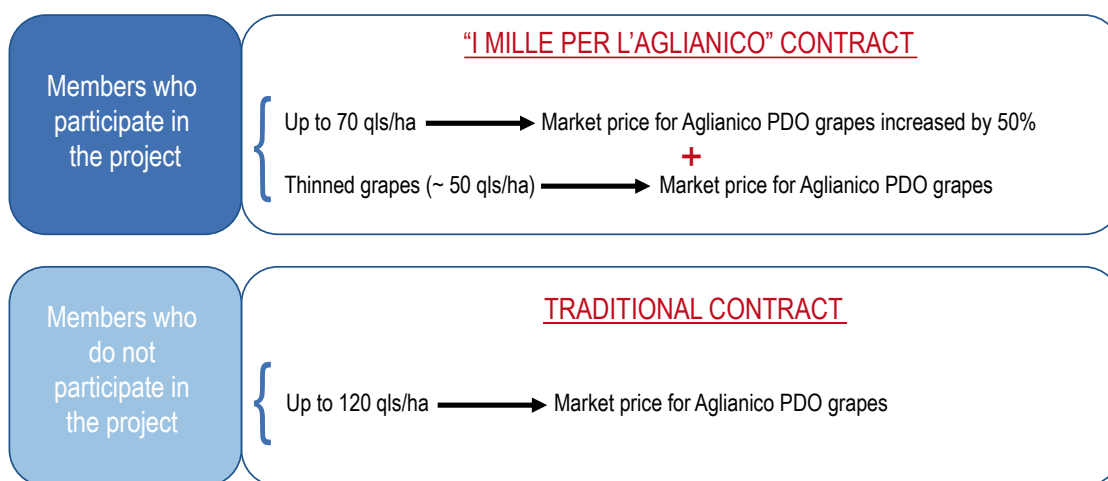 Members who
participate in
the project
“I MILLE PER L’AGLIANICO” CONTRACT
Up to 70 qls/ha
Market price for Aglianico PDO grapes increased by 50%
+
Thinned grapes (~ 50 qls/ha)
Market price for Aglianico PDO grapes
Members who
do not
participate in
the project
TRADITIONAL CONTRACT
Up to 120 qls/ha
Market price for Aglianico PDO grapes